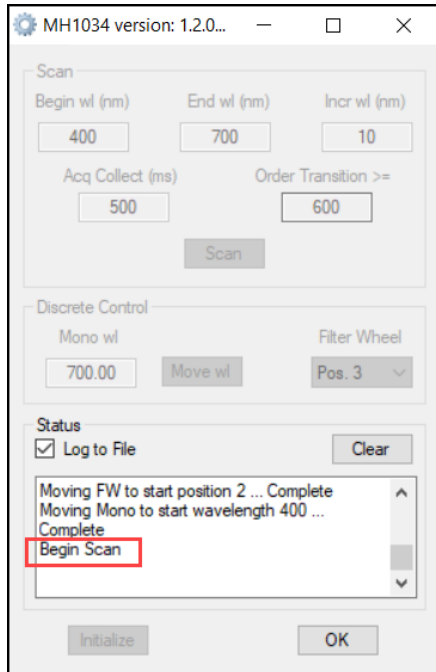 MH1034 version: 1.2.0...
Scan
Begin wl (nm) End wl (nm) Incr wl (nm)
400 700 10
Acq Collect (ms) Order Transition >=
500 600
Scan
Discrete Control
Mono wl Filter Wheel
700.00 Move wl Pos. 3
Status
Log to File Clear
Moving FW to start position 2 ... Complete
Moving Mono to start wavelength 400 ...
Complete
Begin Scan
Initialize OK